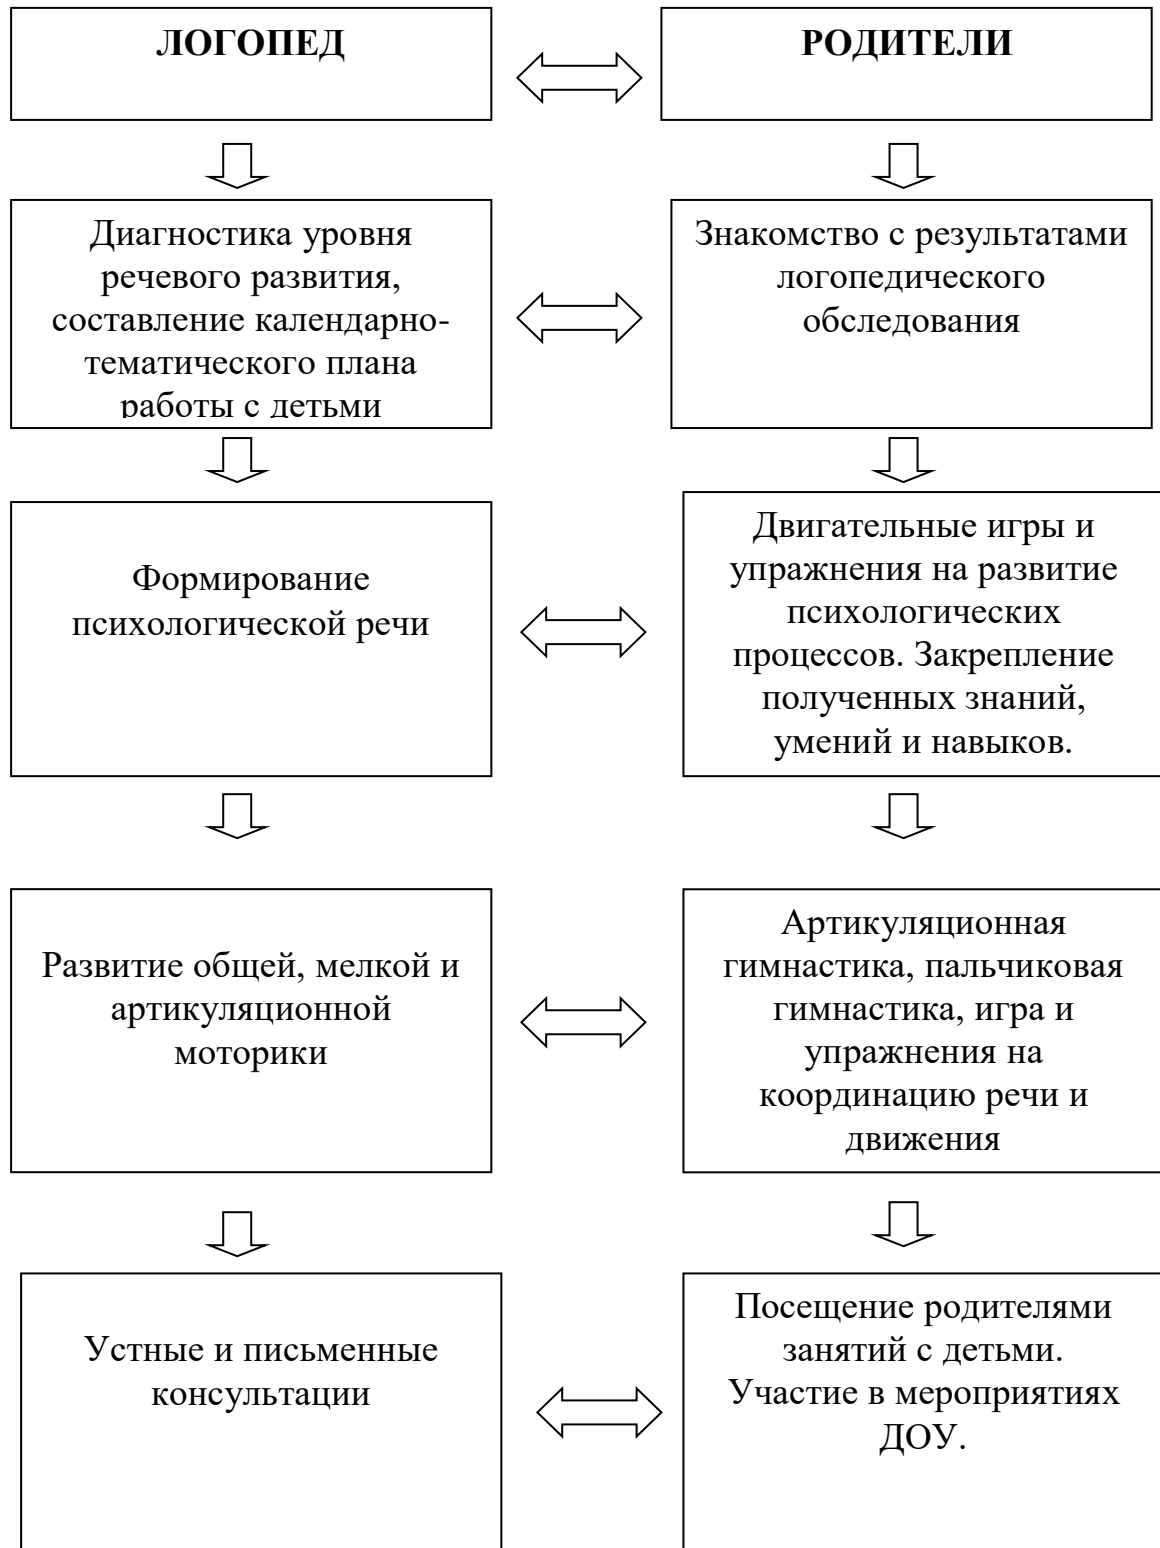 ЛОГОПЕД
РОДИТЕЛИ
Диагностика уровня
речевого развития,
составление календарно-
тематического плана
работы с детьми
Знакомство с результатами
логопедического
обследования
Формирование
психологической речи
Двигательные игры и
упражнения на развитие
психологических
процессов. Закрепление
полученных знаний,
умений и навыков.
Развитие общей, мелкой и
артикуляционной
моторики
Артикуляционная
гимнастика, пальчиковая
гимнастика, игра и
упражнения на
координацию речи и
движения
Устные и письменные
консультации
Посещение родителями
занятий с детьми.
Участие в мероприятиях
ДОУ.